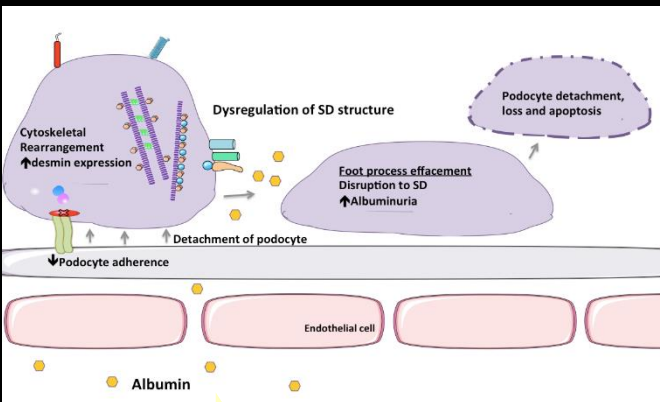 Cytoskeletal
Rearrangement
↑desmin expression
Dysregulation of SD structure
Podocyte detachment,
loss and apoptosis
Foot process effacement
Disruption to SD
↑Albuminuria
Detachment of podocyte
↓Podocyte adherence
Endothelial cell
Albumin